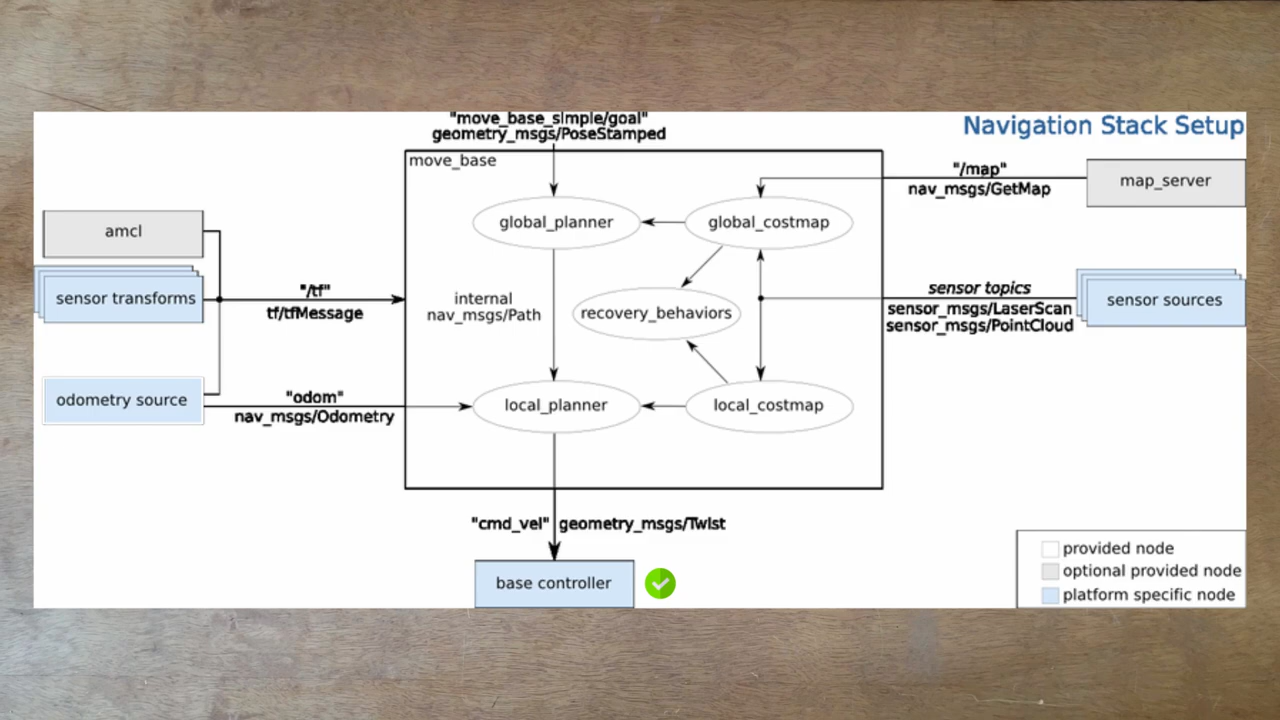 "move_base_simple/goal"
geometry_msgs/PoseStamped
Navigation Stack Setup
move_base
"/map"
nav_msgs/GetMap
map_server
global_planner
global_costmap
amcl
sensor transforms
"/tf"
tf/tfMessage
internal
nav_msgs/Path
recovery_behaviors
sensor topics
sensor_msgs/LaserScan
sensor_msgs/PointCloud
sensor sources
odometry source
"odom"
nav_msgs/Odometry
local_planner
local_costmap
"cmd_vel"
geometry_msgs/Twist
base controller
provided node
optional provided node
platform specific node